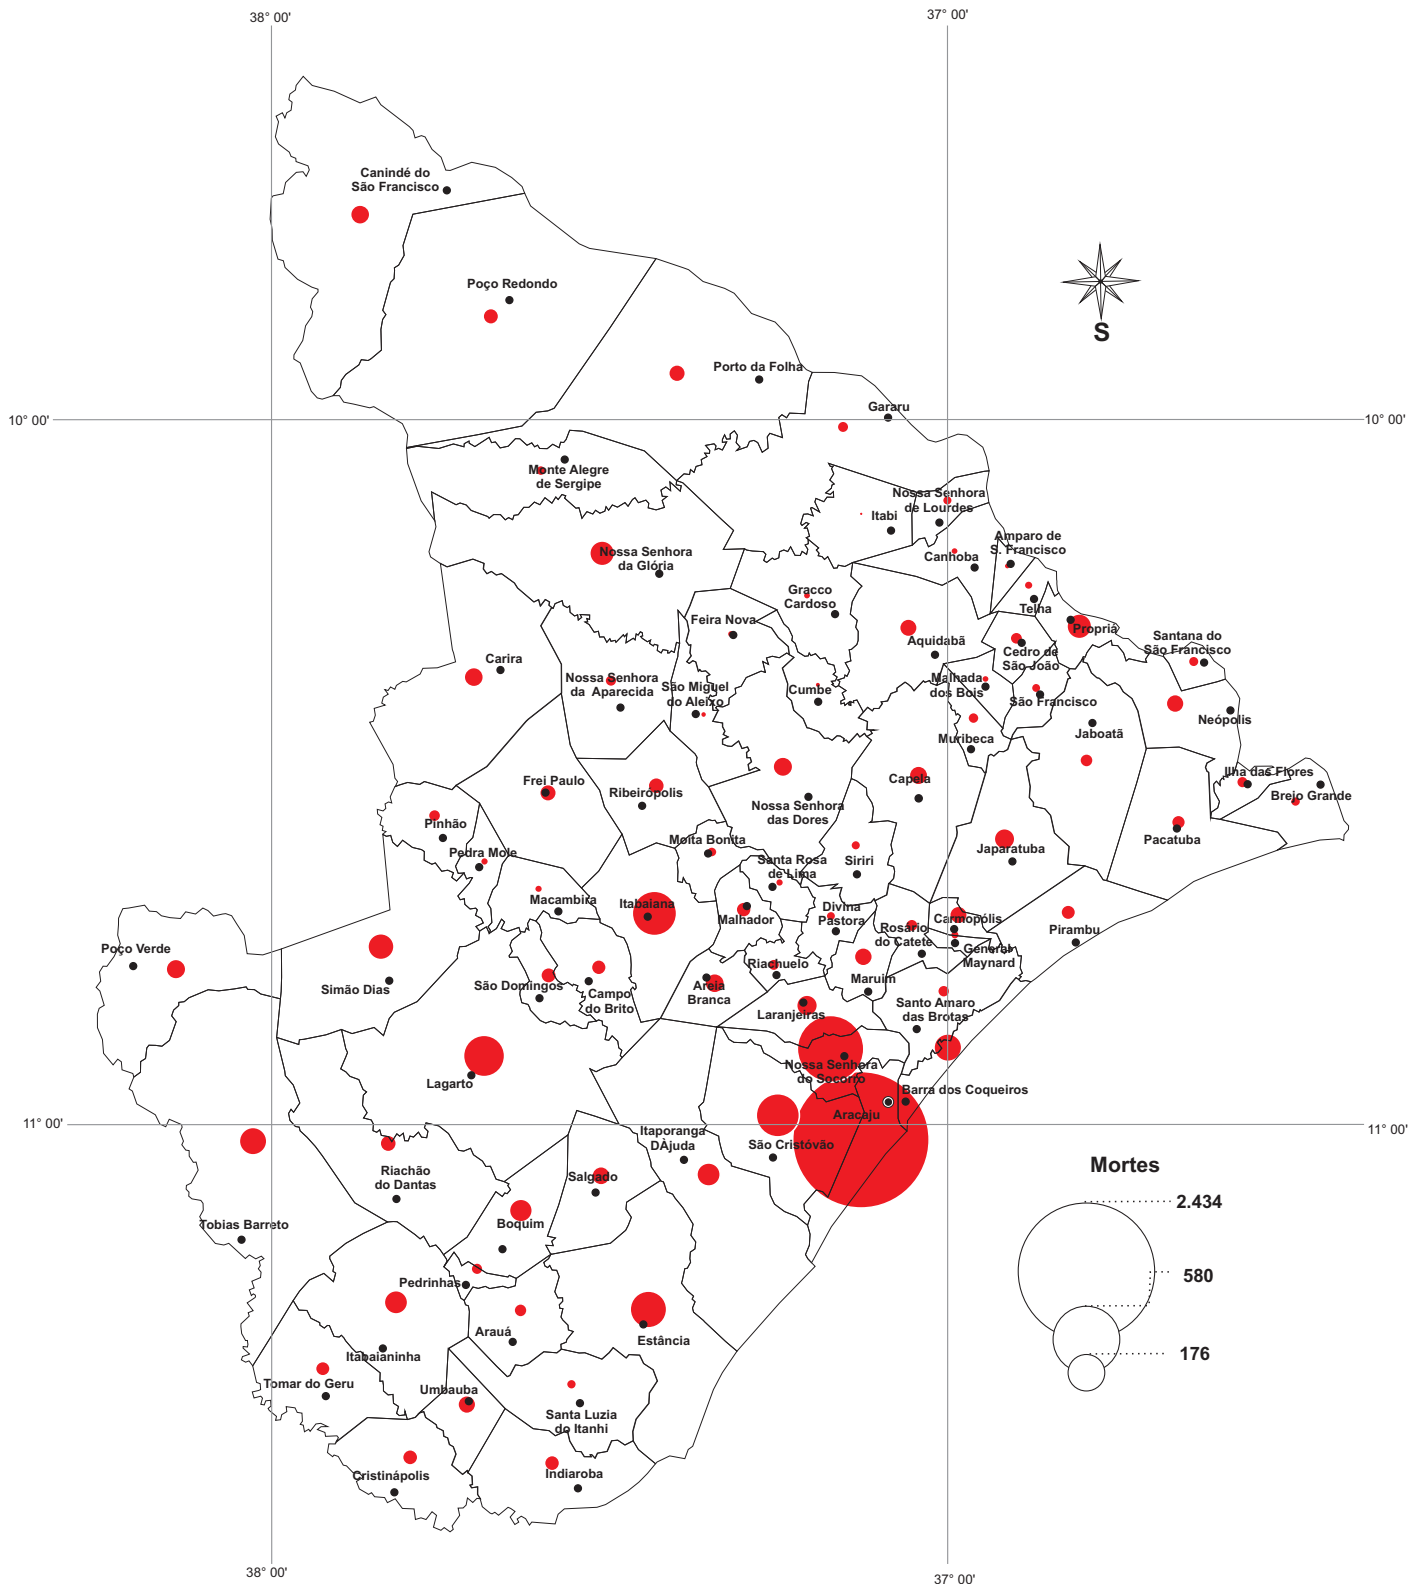 38° 00'
37° 00'
Canindé do
São Francisco
Poço Redondo
S
Porto da Folha
Gararu
10° 00'
10° 00'
Monte Alegre
de Sergipe
Nossa Senhora
de Lourdes
Itabi
Amparo de
S. Francisco
Nossa Senhora
da Glória
Canhoba
Gracco
Cardoso
Telha
Feira Nova
Propriá
Aquidabã
Santana do
São Francisco
Cedro de
São João
Carira
Nossa Senhora
da Aparecida
São Miguel
do Aleixo
Cumbe
Malhada
dos Bois
São Francisco
Neópolis
Jaboatã
Muribeca
Frei Paulo
Ribeirópolis
Capela
Ilha das Flores
Brejo Grande
Nossa Senhora
das Dores
Pinhão
Moita Bonita
Pacatuba
Pedra Mole
Santa Rosa
de Lima
Siriri
Japaratuba
Macambira
Itabaiana
Malhador
Divina
Pastora
Carmopólis
Rosário
do Catete
Pirambu
General
Maynard
Poço Verde
Simão Dias
São Domingos
Campo
do Brito
Areia
Branca
Riachuelo
Maruim
Santo Amaro
das Brotas
Laranjeiras
Nossa Senhora
do Socorro
Lagarto
Barra dos Coqueiros
Aracaju
11° 00'
11° 00'
Itaporanga
DÀjuda
São Cristóvão
Riachão
do Dantas
Salgado
Mortes
2.434
Tobias Barreto
Boquim
580
Pedrinhas
Arauá
Estância
176
Itabaianinha
Tomar do Geru
Umbauba
Santa Luzia
do Itanhi
Cristinápolis
Indiaroba
38° 00'
37° 00'